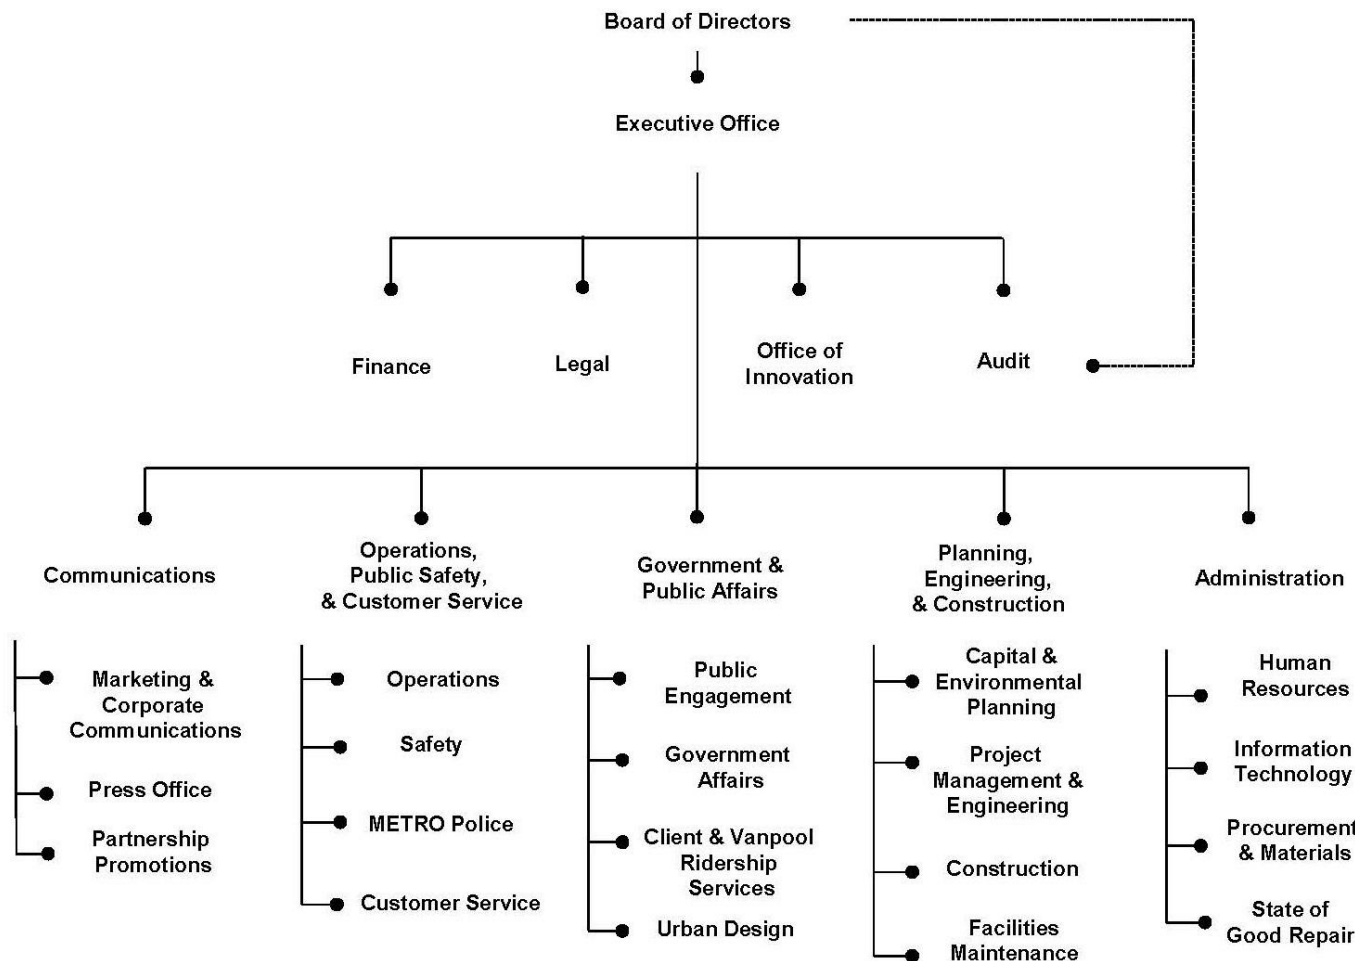 Board of Directors
Executive Office
Finance
Legal
Office of
Innovation
Audit
Communications
Operations,
Public Safety,
& Customer Service
Government &
Public Affairs
Planning,
Engineering,
& Construction
Administration
Marketing &
Corporate
Communications
Press Office
Partnership
Promotions
Operations
Safety
METRO Police
Customer Service
Public
Engagement
Government
Affairs
Client & Vanpool
Ridership
Services
Urban Design
Capital &
Environmental
Planning
Project
Management &
Engineering
Construction
Facilities
Maintenance
Human
Resources
Information
Technology
Procurement
& Materials
State of
Good Repair